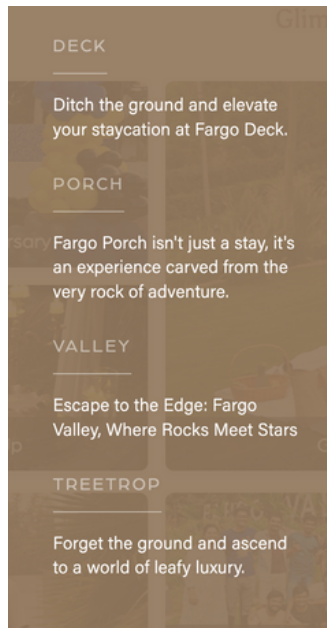 Glim
DECK
Ditch the ground and elevate
your staycation at Fargo Deck.
PORCH
Fargo Porch isn't just a stay, it's
an experience carved from the
very rock of adventure.
VALLEY
Escape to the Edge: Fargo
Valley, Where Rocks Meet Stars
TREETROP
Forget the ground and ascend
to a world of leafy luxury.